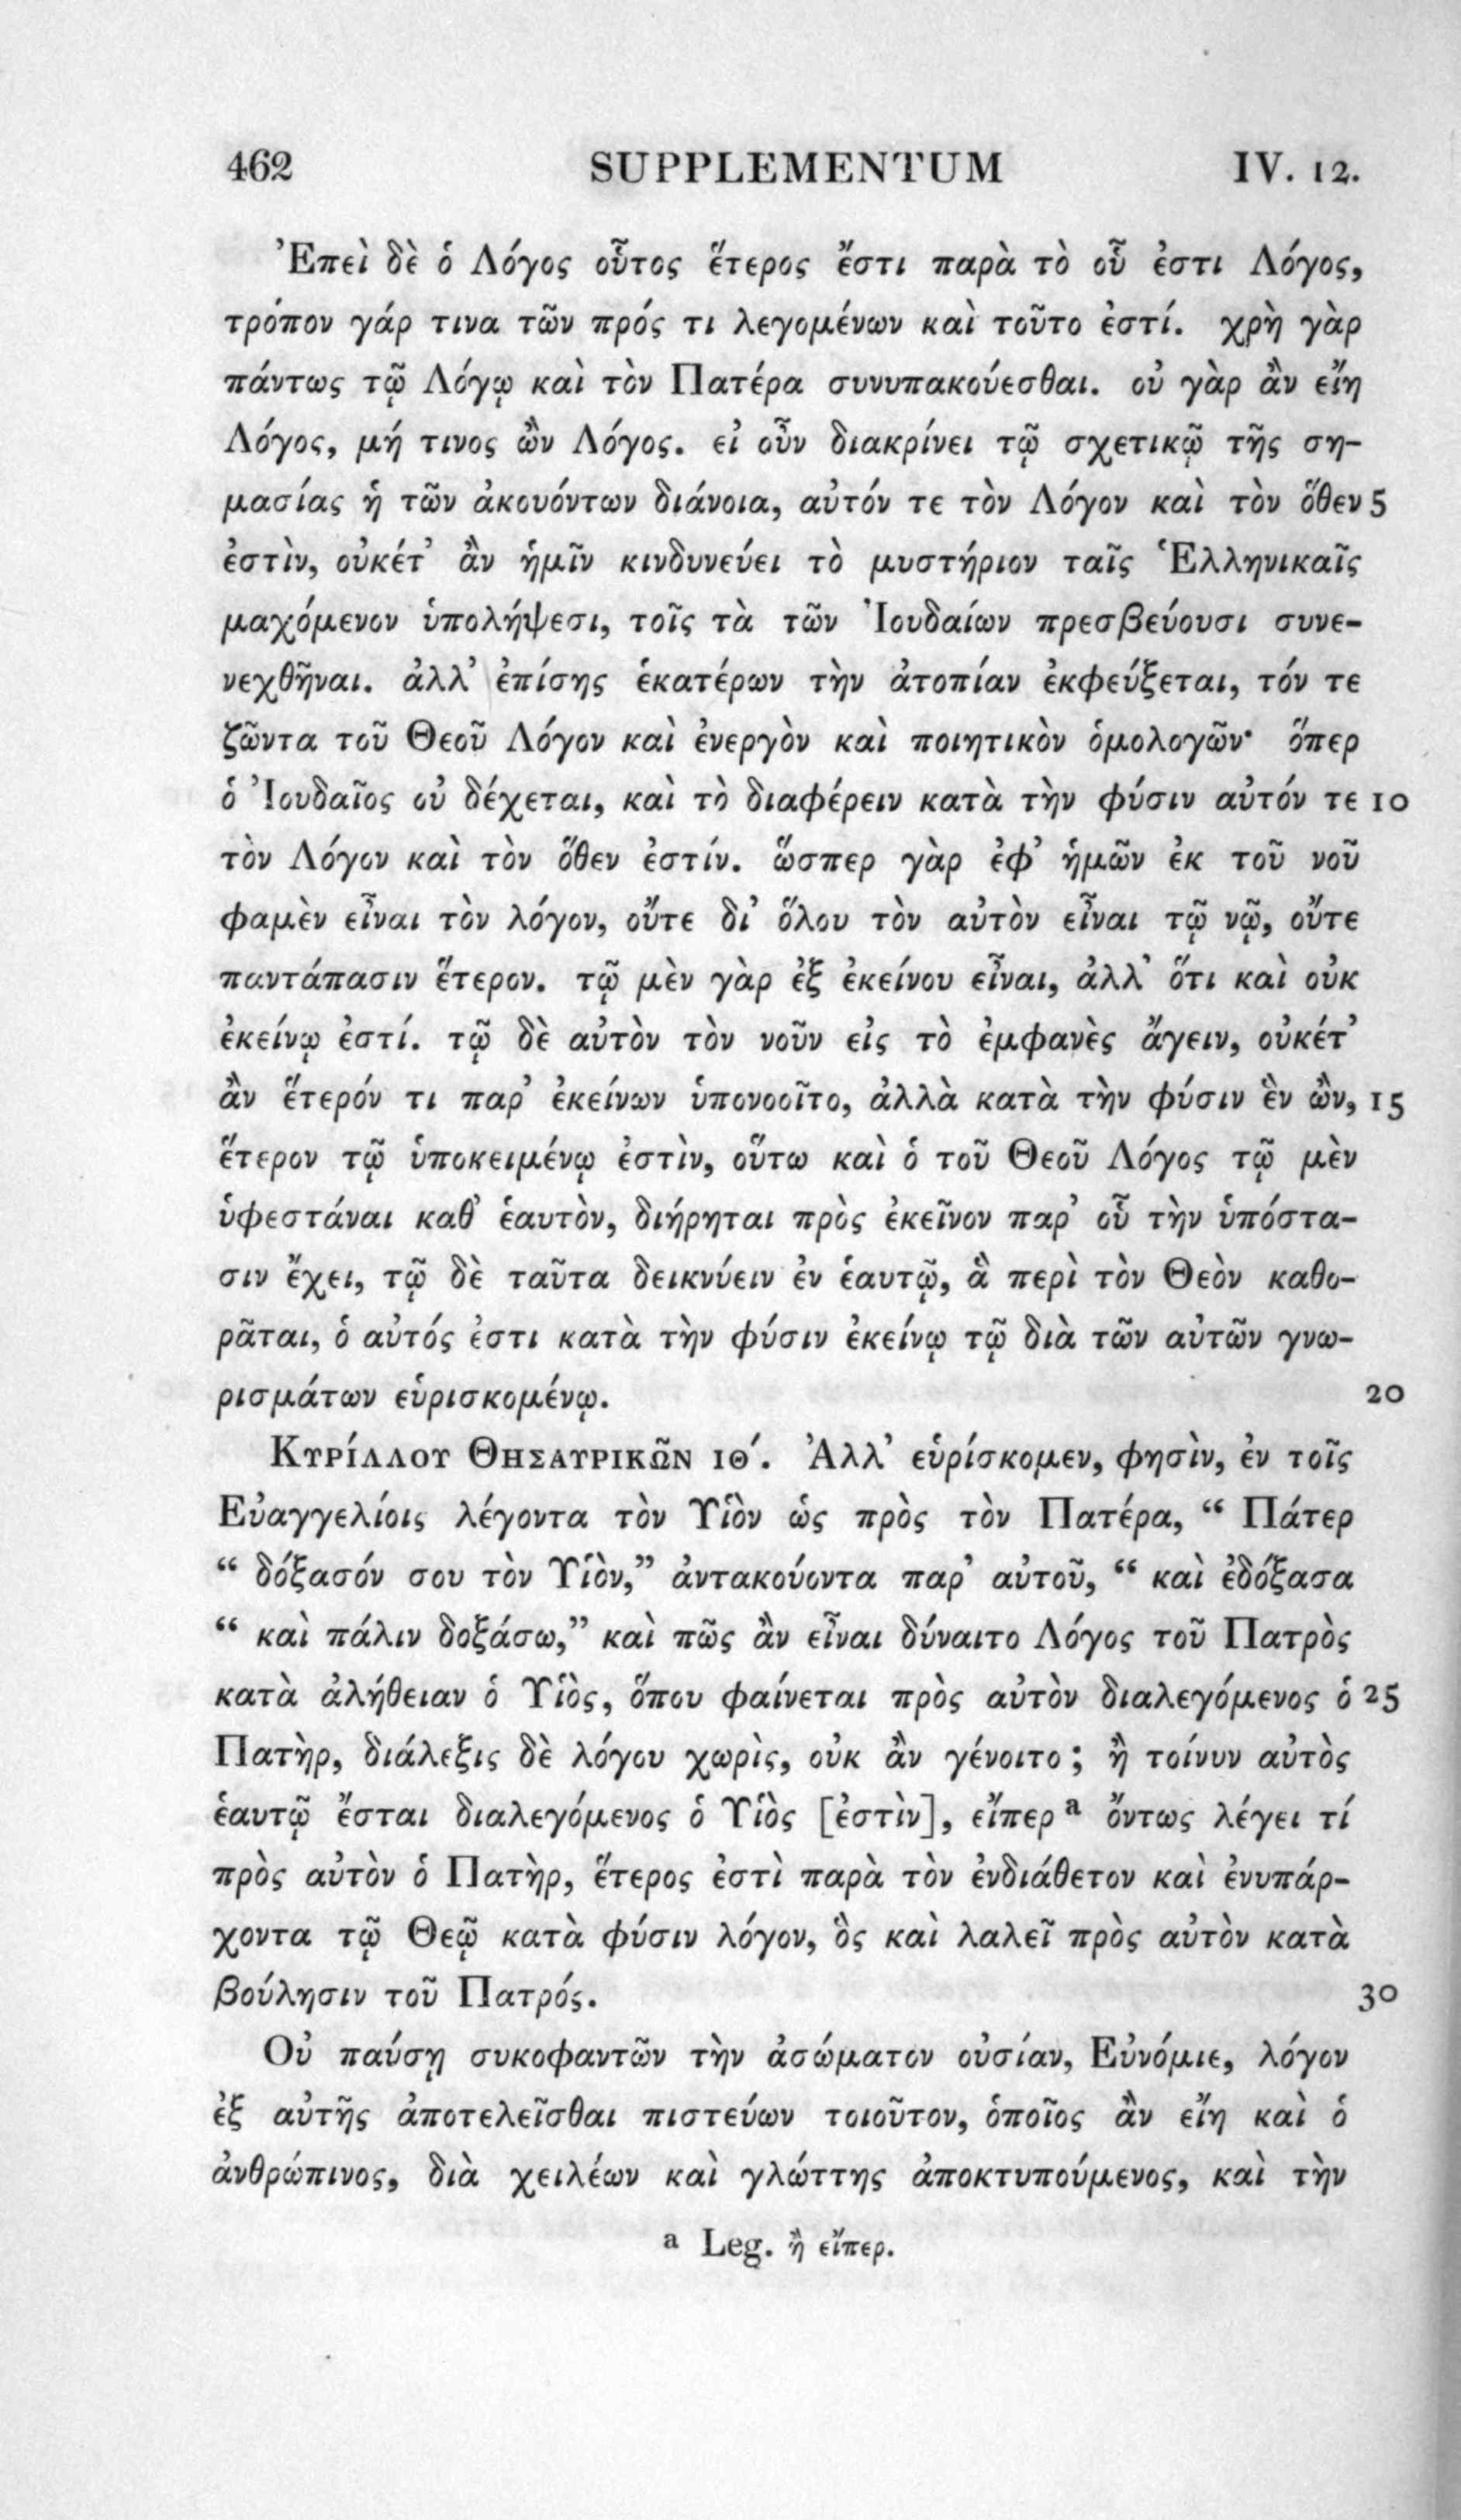 462 SUPPLEMENTUM IV. 12.
Ἐπεὶ δὲ ὁ Λόγος οὗτος ἕτερος ἔστι παρὰ τὸ οὗ ἐστι Λόγος,
τρόπον γάρ τινα τῶν πρός τι λεγομένων καὶ τοῦτο ἐστί. χρὴ γὰρ
πάντως τῷ Λόγῳ καὶ τὸν Πατέρα συνυπακούεσθαι. οὐ γὰρ ἂν εἴη
Λόγος, μή τινος ὢν Λόγος. εἰ οὖν διακρίνει τῷ σχετικῷ τῆς ση-
μασίας ἡ τῶν ἀκουόντων διάνοια, αὐτόν τε τὸν Λόγον καὶ τὸν ὅθεν 5
ἐστὶν, οὐκέτ’ ἂν ἡμῖν κινδυνεύει τὸ μυστήριον ταῖς Ἑλληνικαῖς
μαχόμενον ὑπολήψεσι, τοῖς τὰ τῶν Ἰουδαίων πρεσβεύουσι συνε-
νεχθῆναι. ἀλλ’ ἐπίσης ἑκατέρων τὴν ἀτοπίαν ἐκφεύξεται, τόν τε
ζῶντα τοῦ Θεοῦ Λόγον καὶ ἐνεργὸν καὶ ποιητικὸν ὁμολογῶν· ὅπερ
ὁ Ἰουδαῖος οὐ δέχεται, καὶ τὸ διαφέρειν κατὰ τὴν φύσιν αὐτόν τε 10
τὸν Λόγον καὶ τὸν ὅθεν ἐστίν. ὥσπερ γὰρ ἐφ’ ἡμῶν ἐκ τοῦ νοῦ
φαμὲν εἶναι τὸν λόγον, οὔτε δι’ ὅλου τὸν αὐτὸν εἶναι τῷ νῷ, οὔτε
παντάπασιν ἕτερον. τῷ μὲν γὰρ ἐξ ἐκείνου εἶναι, ἀλλ’ ὅτι καὶ οὐκ
ἐκείνῳ ἐστί. τῷ δὲ αὐτὸν τὸν νοῦν εἰς τὸ ἐμφανὲς ἄγειν, οὐκέτ’
ἂν ἕτερόν τι παρ’ ἐκείνων ὑπονοοῖτο, ἀλλὰ κατὰ τὴν φύσιν ἓν ὢν, 15
ἕτερον τῷ ὑποκειμένῳ ἐστὶν, οὕτω καὶ ὁ τοῦ Θεοῦ Λόγος τῷ μὲν
ὑφεστάναι καθ’ ἑαυτὸν, διήρηται πρὸς ἐκεῖνον παρ’ οὗ τὴν ὑπόστα-
σιν ἔχει, τῷ δὲ ταῦτα δεικνύειν ἐν ἑαυτῷ, ἃ περὶ τὸν Θεὸν καθο-
ρᾶται, ὁ αὐτός ἐστι κατὰ τὴν φύσιν ἐκείνῳ τῷ διὰ τῶν αὐτῶν γνω-
ρισμάτων εὑρισκομένῳ. 20
Κυρίλλου Θησαυρικῶν ιθ΄. Ἀλλ’ εὑρίσκομεν, φησὶν, ἐν τοῖς
Εὐαγγελίοις λέγοντα τὸν Υἱὸν ὡς πρὸς τὸν Πατέρα, “ Πάτερ
“ δόξασόν σου τὸν Υἱὸν,” ἀντακούοντα παρ’ αὐτοῦ, “ καὶ ἐδόξασα
“ καὶ πάλιν δοξάσω,” καὶ πῶς ἂν εἶναι δύναιτο Λόγος τοῦ Πατρὸς
κατὰ ἀλήθειαν ὁ Υἱὸς, ὅπου φαίνεται πρὸς αὐτὸν διαλεγόμενος ὁ 25
Πατὴρ, διάλεξις δὲ λόγου χωρὶς, οὐκ ἂν γένοιτο ; ἢ τοίνυν αὐτὸς
ἑαυτῷ ἔσται διαλεγόμενος ὁ Υἱὸς [ἐστὶν], εἴπερ a ὄντως λέγει τί
πρὸς αὐτὸν ὁ Πατὴρ, ἕτερος ἐστὶ παρὰ τὸν ἐνδιάθετον καὶ ἐνυπάρ-
χοντα τῷ Θεῷ κατὰ φύσιν λόγον, ὃς καὶ λαλεῖ πρὸς αὐτὸν κατὰ
βούλησιν τοῦ Πατρός. 30
Οὐ παύσῃ συκοφαντῶν τὴν ἀσώματον οὐσίαν, Εὐνόμιε, λόγον
ἐξ αὐτῆς ἀποτελεῖσθαι πιστεύων τοιοῦτον, ὁποῖος ἂν εἴη καὶ ὁ
ἀνθρώπινος, διὰ χειλέων καὶ γλώττης ἀποκτυπούμενος, καὶ τὴν
a Leg. ἢ εἴπερ.